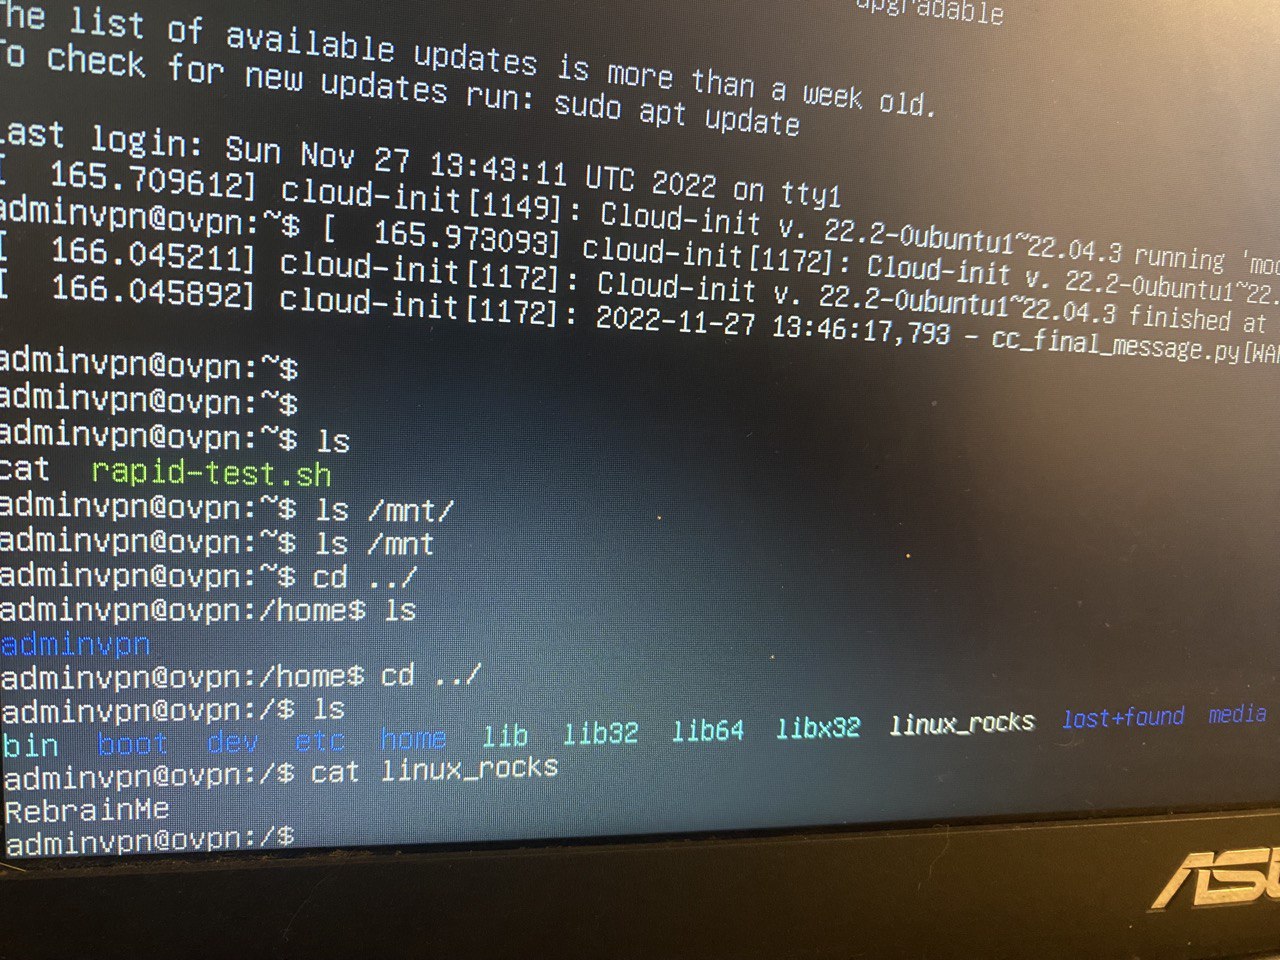 upgradable
The list of available updates is more than a week old.
To check for new updates run: sudo apt update
Last login: Sun Nov 27 13:43:11 UTC 2022 on tty1
[ 165.709612] cloud-init[1149]: Cloud-init v. 22.2-0ubuntu1~22.04.3 running 'mod
adminvpn@ovpn:~$ [ 165.973093] cloud-init[1172]: Cloud-init v. 22.2-0ubuntu1~22.
[ 166.045211] cloud-init[1172]: Cloud-init v. 22.2-0ubuntu1~22.04.3 finished at
[ 166.045892] cloud-init[1172]: 2022-11-27 13:46:17,793 - cc_final_message.py[WAR
adminvpn@ovpn:~$
adminvpn@ovpn:~$
adminvpn@ovpn:~$ ls
cat rapid-test.sh
adminvpn@ovpn:~$ ls /mnt/
adminvpn@ovpn:~$ ls /mnt
adminvpn@ovpn:~$ cd ../
adminvpn@ovpn:/home$ ls
adminvpn
adminvpn@ovpn:/home$ cd ../
adminvpn@ovpn:/$ ls
bin boot dev etc home lib lib32 lib64 libx32 linux_rocks lost+found media
adminvpn@ovpn:/$ cat linux_rocks
RebrainMe
adminvpn@ovpn:/$
ASU